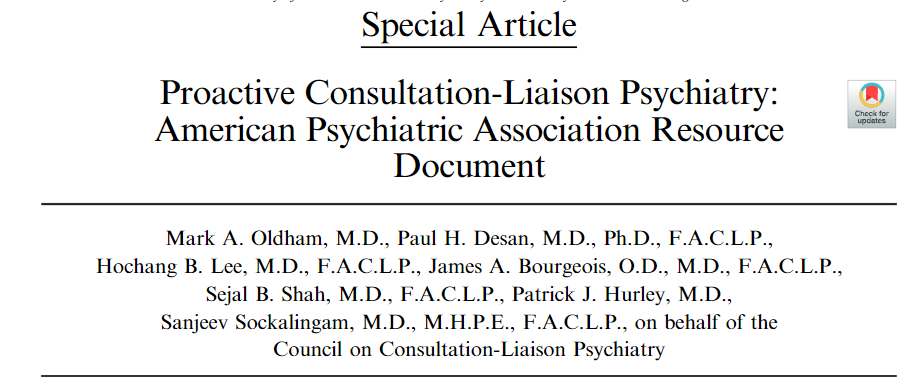 Special Article
Proactive Consultation-Liaison Psychiatry:
American Psychiatric Association Resource
Document
Check for
updates
Mark A. Oldham, M.D., Paul H. Desan, M.D., Ph.D., F.A.C.L.P.,
Hochang B. Lee, M.D., F.A.C.L.P., James A. Bourgeois, O.D., M.D., F.A.C.L.P.,
Sejal B. Shah, M.D., F.A.C.L.P., Patrick J. Hurley, M.D.,
Sanjeev Sockalingam, M.D., M.H.P.E., F.A.C.L.P., on behalf of the
Council on Consultation-Liaison Psychiatry